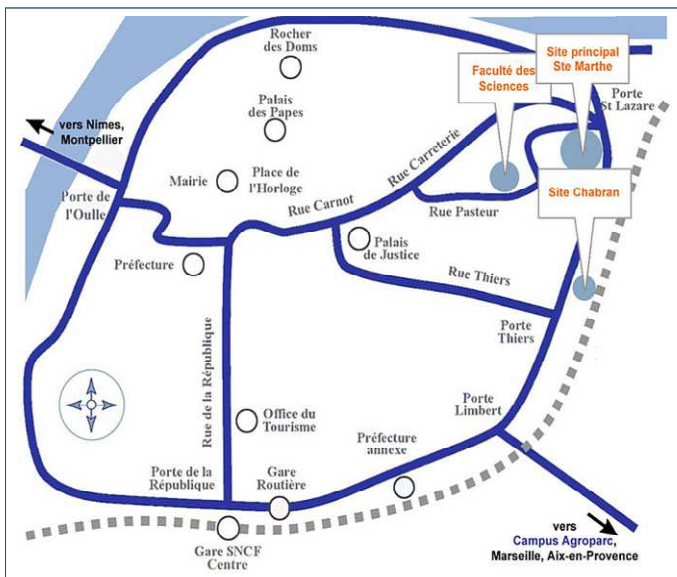 Rocher
des Doms
Site principal
Ste Marthe
Faculté des
Sciences
Porte
St Lazare
Palais
des Papes
vers Nimes,
Montpellier
Rue Carreterie
Mairie
Place de
l'Horloge
Porte de
l'Oulle
Rue Carnot
Rue Pasteur
Site Chabran
Palais
de Justice
Préfecture
Rue Thiers
Rue de la République
Porte
Thiers
Porte
Limbert
Office du
Tourisme
Préfecture
annexe
Porte de la
République
Gare
Routière
Gare SNCF
Centre
vers
Campus Agroparc,
Marseille, Aix-en-Provence